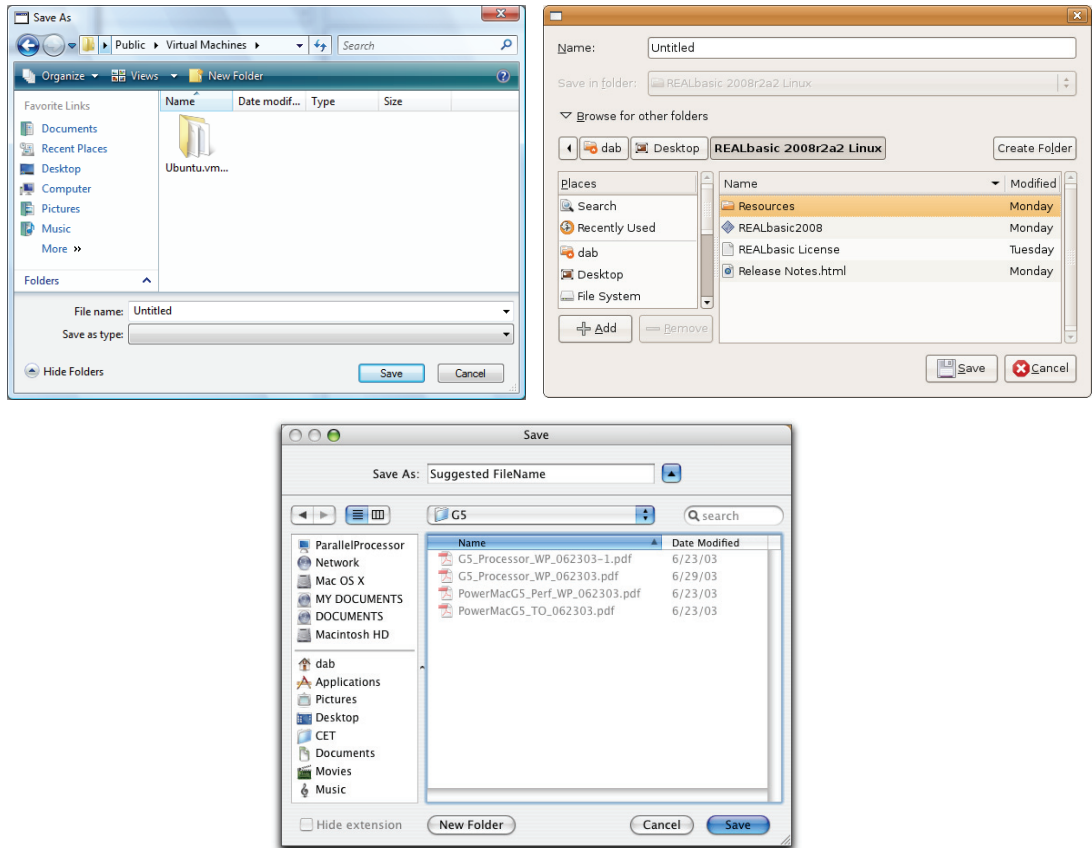 Save As
Public Virtual Machines Search
Organize Views New Folder
Favorite Links
Documents
Recent Places
Desktop
Computer
Pictures
Music
More »
Folders
Name Date modif... Type Size
Ubuntu.vm...
File name: Untitled
Save as type:
Hide Folders Save Cancel
Name: Untitled
Save in folder: REALbasic 2008r2a2 Linux
Browse for other folders
dab Desktop REALbasic 2008r2a2 Linux Create Folder
Places
Search
Recently Used
dab
Desktop
File System
Add Remove
Name Modified
Resources Monday
REALbasic2008 Monday
REALbasic License Tuesday
Release Notes.html Monday
Save Cancel
Save
Save As: Suggested FileName
G5 search
ParallelProcessor
Network
Mac OS X
MY DOCUMENTS
DOCUMENTS
Macintosh HD
dab
Applications
Pictures
Desktop
CET
Documents
Movies
Music
Name Date Modified
G5_Processor_WP_062303-1.pdf 6/23/03
G5_Processor_WP_062303.pdf 6/29/03
PowerMacG5_Perf_WP_062303.pdf 6/23/03
PowerMacG5_TO_062303.pdf 6/23/03
Hide extension New Folder Cancel Save